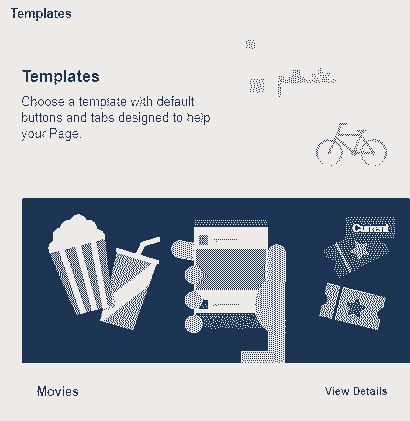 Templates
Templates
Choose a template with default
buttons and tabs designed to help
your Page.
Current
Movies
View Details